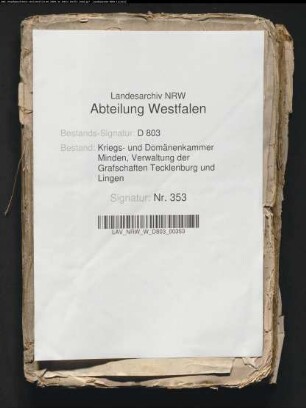 Landesarchiv NRW
Abteilung Westfalen
Bestands-Signatur: D 803
Bestand: Kriegs- und Domänenkammer
Minden, Verwaltung der
Grafschaften Tecklenburg und
Lingen
Signatur: Nr. 353
LAV_NRW_W_D803_00353